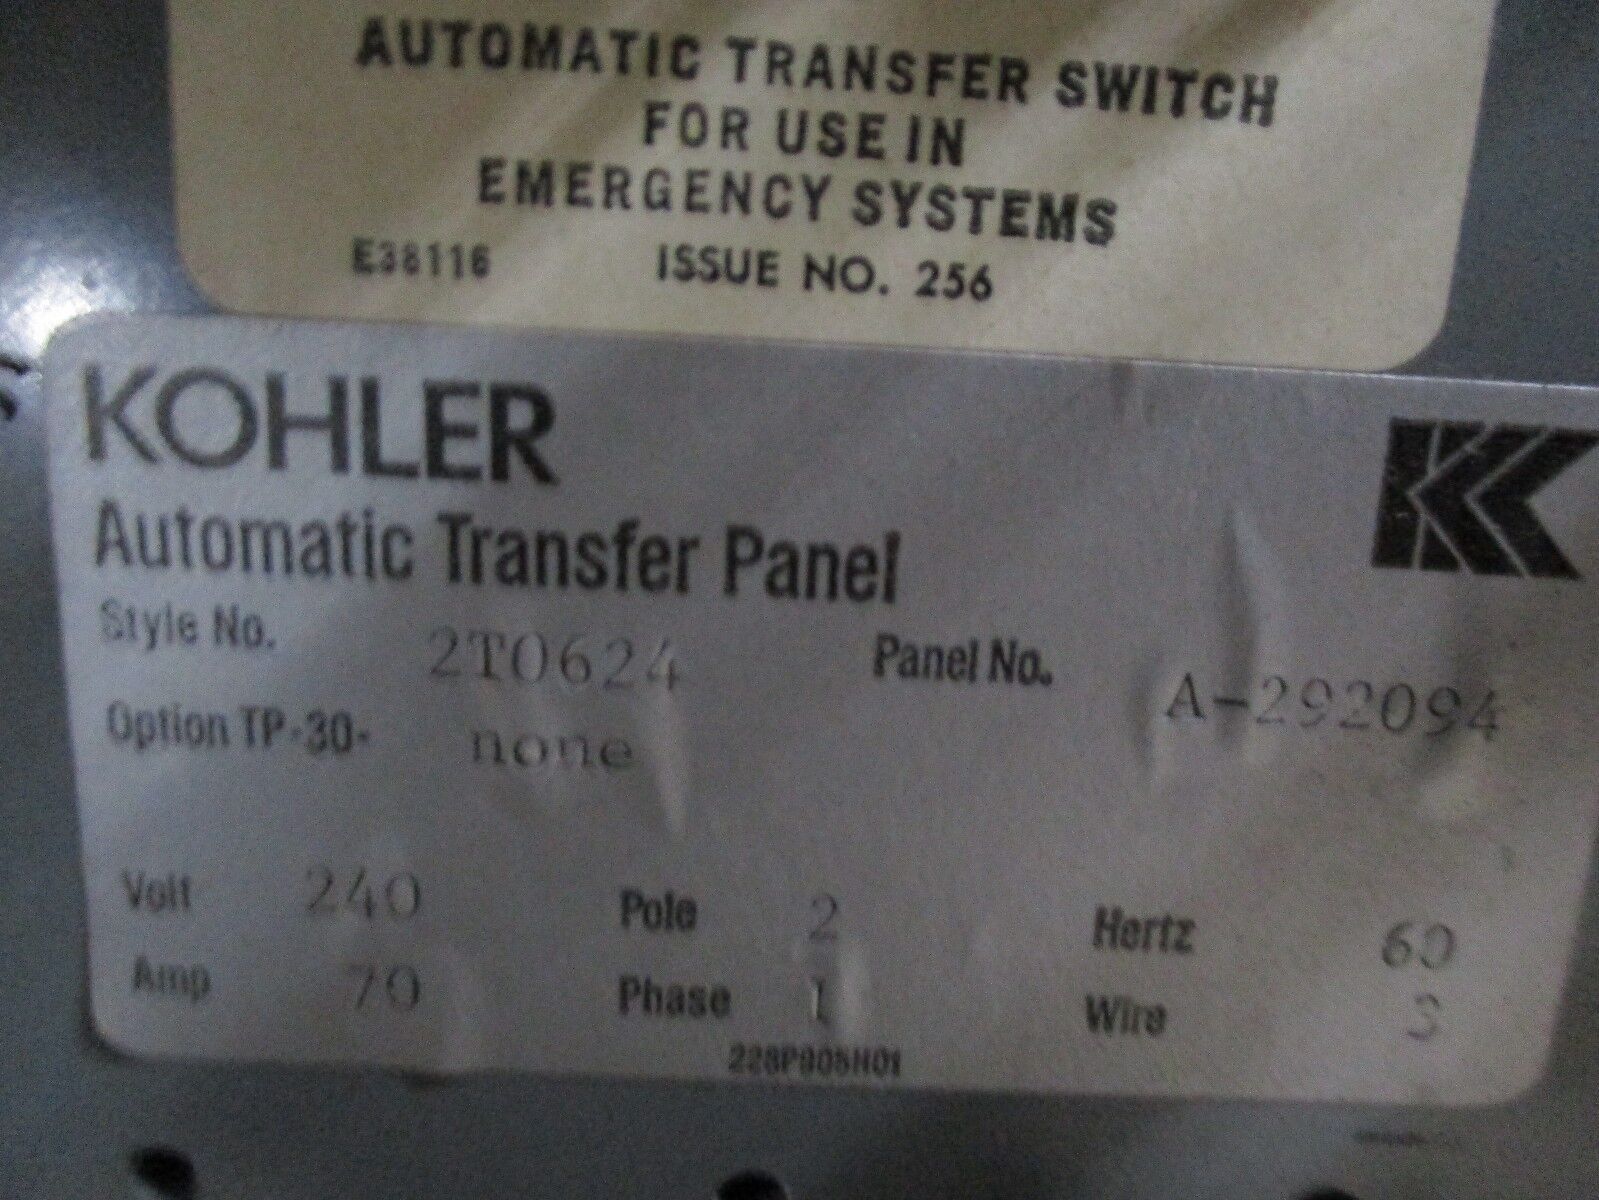 AUTOMATIC TRANSFER SWITCH
FOR USE IN
EMERGENCY SYSTEMS
E38116 ISSUE NO. 256
KOHLER
Automatic Transfer Panel
Style No. 2T0624 Panel No. A-292094
Option TP-30- none
Volt 240 Pole 2 Hertz 60
Amp 70 Phase 1 Wire 3
228P905H01